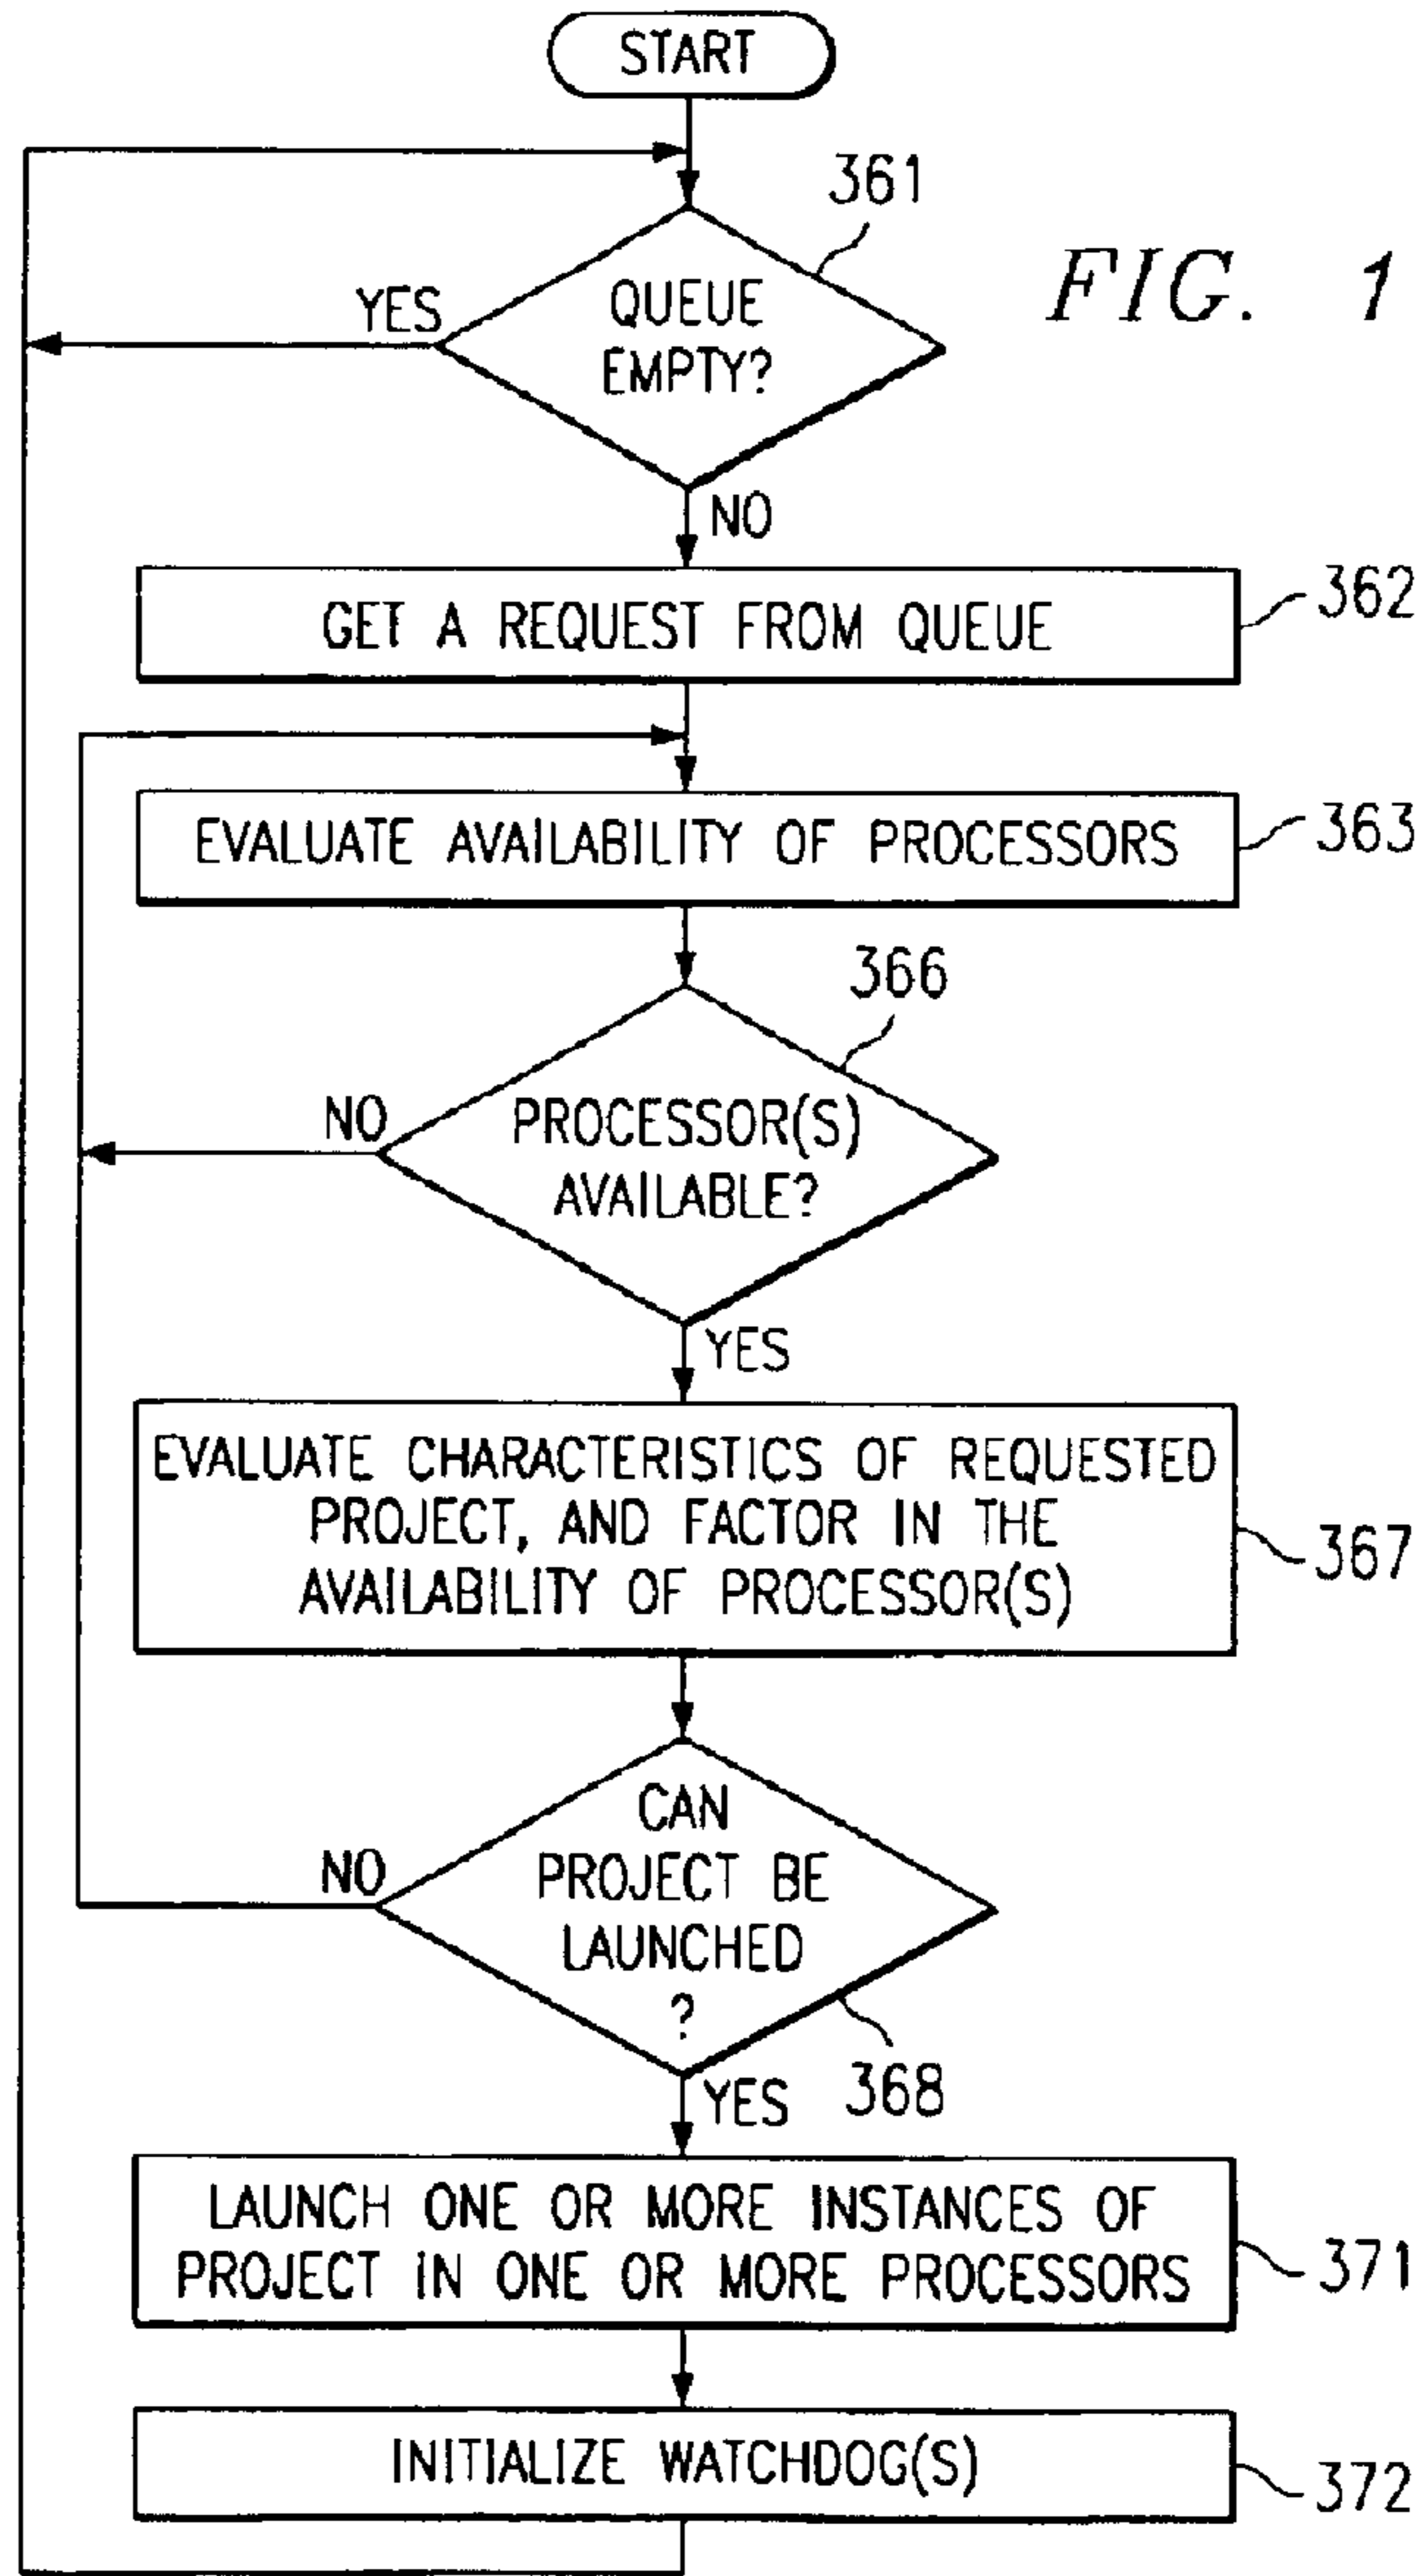 START
361
FIG. 1
YES
QUEUE
EMPTY?
NO
GET A REQUEST FROM QUEUE
362
EVALUATE AVAILABILITY OF PROCESSORS
363
366
NO
PROCESSOR(S)
AVAILABLE?
YES
EVALUATE CHARACTERISTICS OF REQUESTED
PROJECT, AND FACTOR IN THE
AVAILABILITY OF PROCESSOR(S)
367
CAN
PROJECT BE
LAUNCHED
?
NO
368
YES
LAUNCH ONE OR MORE INSTANCES OF
PROJECT IN ONE OR MORE PROCESSORS
371
INITIALIZE WATCHDOG(S)
372